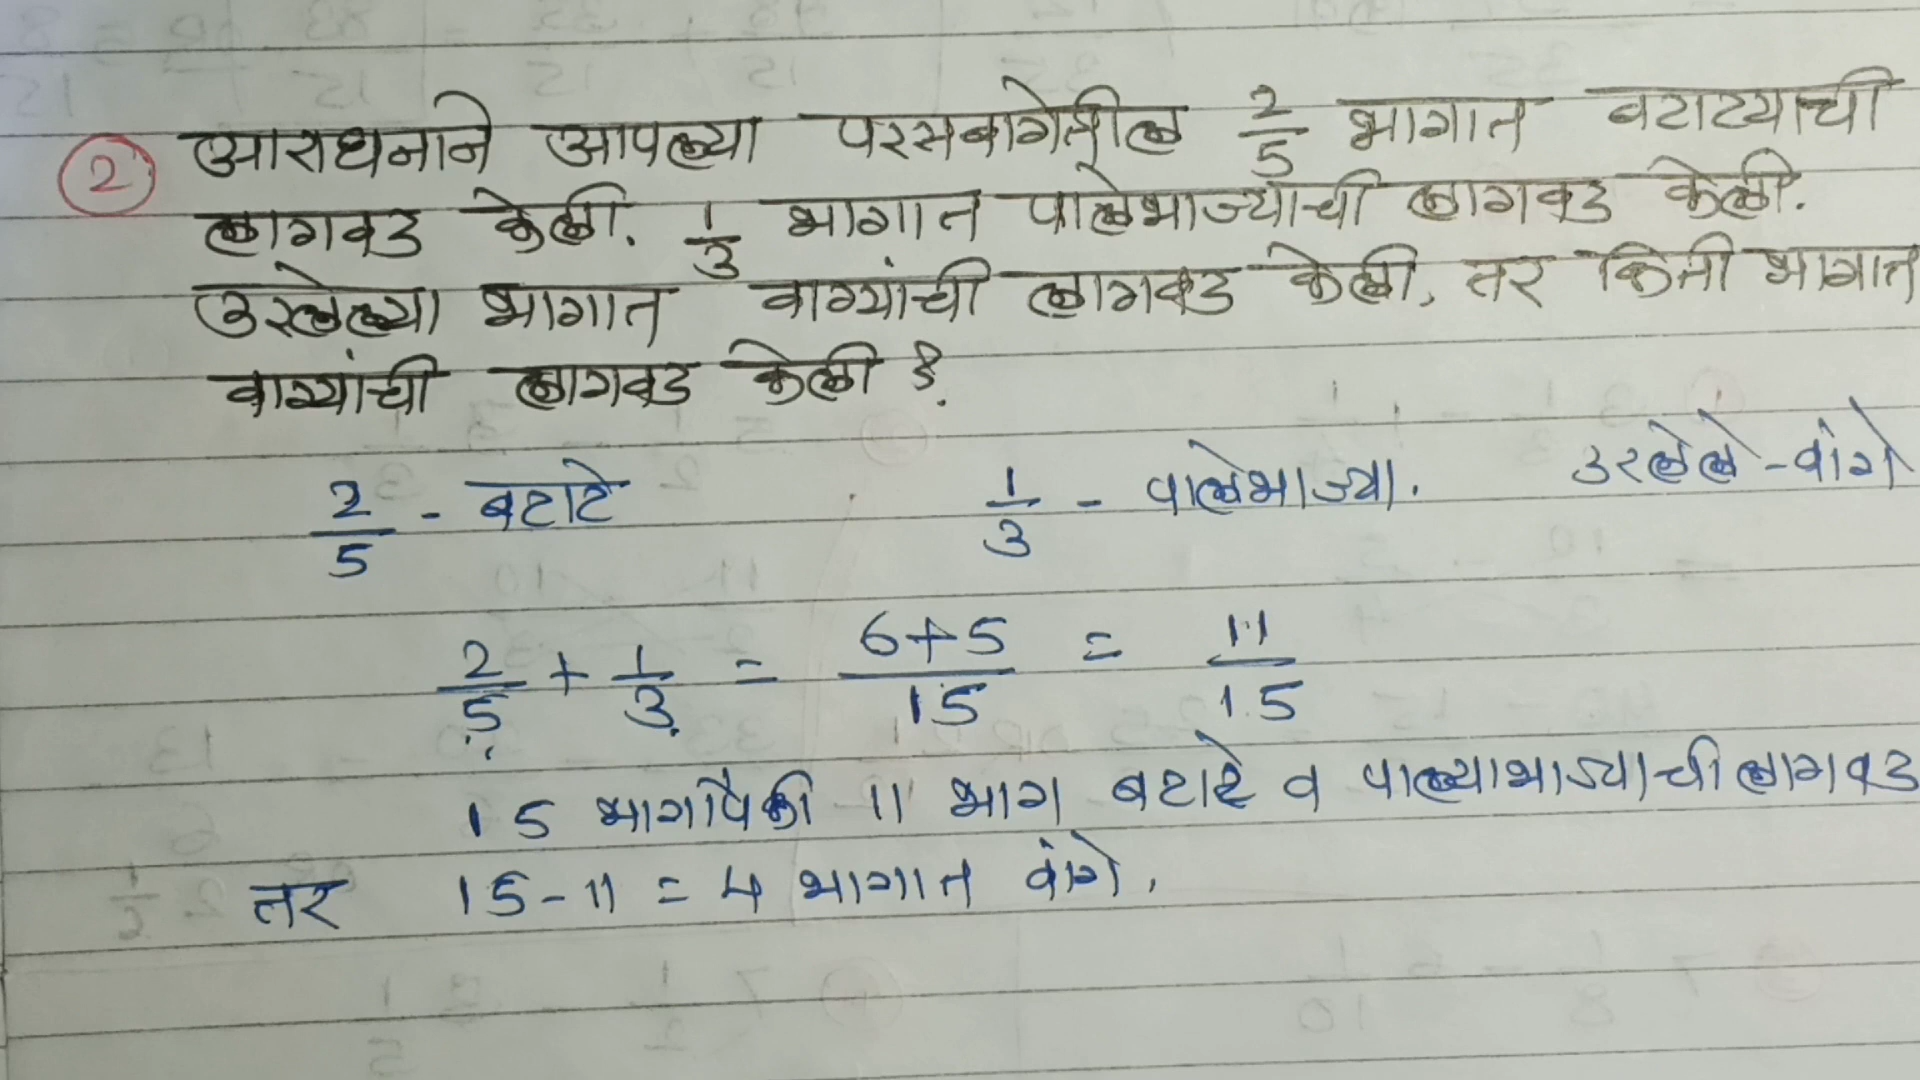 2 आराधनाने आपल्या परसबागेतील 2/5 भागात बटाट्याची
लागवड केली. 1/3 भागात पालेभाज्यांची लागवड केली.
उरलेल्या भागात वांग्यांची लागवड केली, तर किती भागात
वांग्यांची लागवड केली ?
2/5 - बटाटे 1/3 - पालेभाज्या. उरलेले - वांगे
2/5 + 1/3 = 6+5/15 = 11/15
15 भागांपैकी 11 भाग बटाटे व पाल्याभाज्याची लागवड
तर 15 - 11 = 4 भागात वांगे.